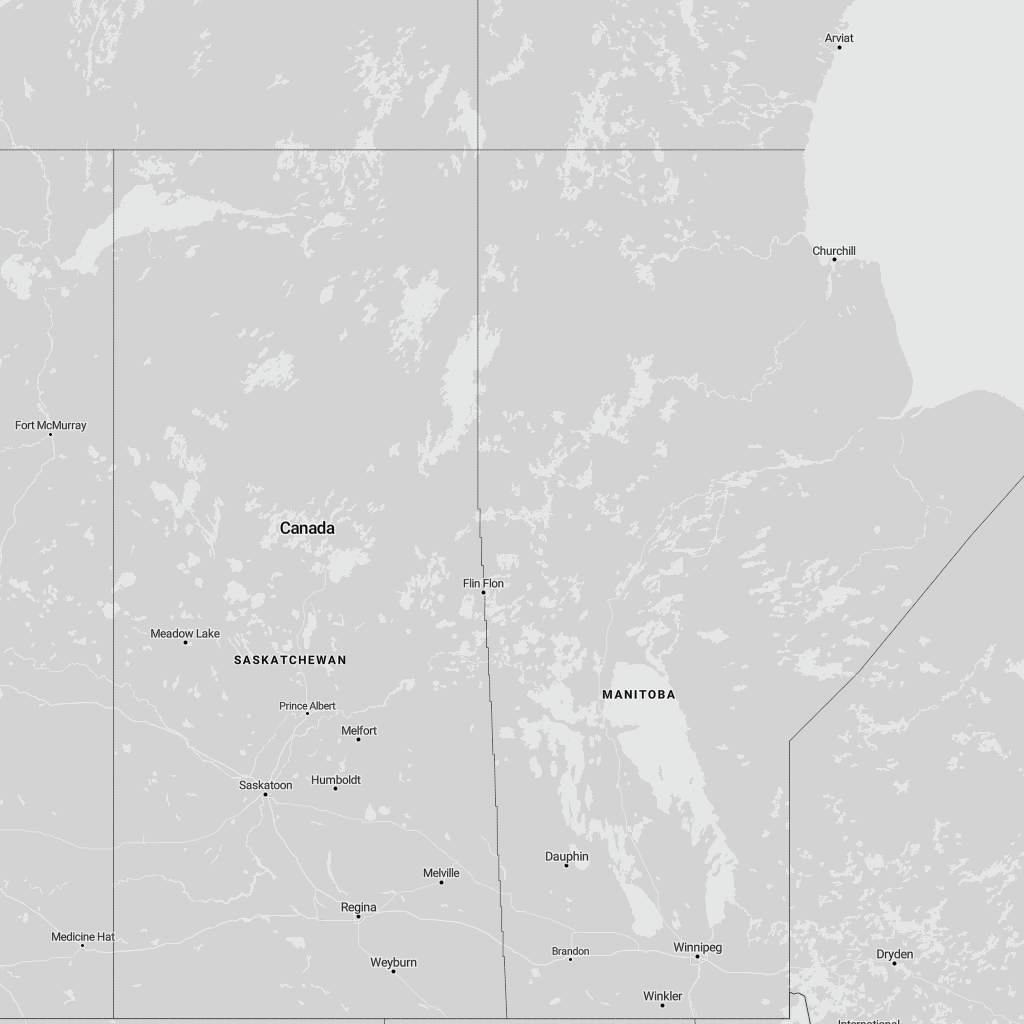 Arviat
Churchill
Fort McMurray
Canada
Flin Flon
Meadow Lake
SASKATCHEWAN
MANITOBA
Prince Albert
Melfort
Humboldt
Saskatoon
Dauphin
Melville
Regina
Medicine Hat
Winnipeg
Brandon
Dryden
Weyburn
Winkler
International